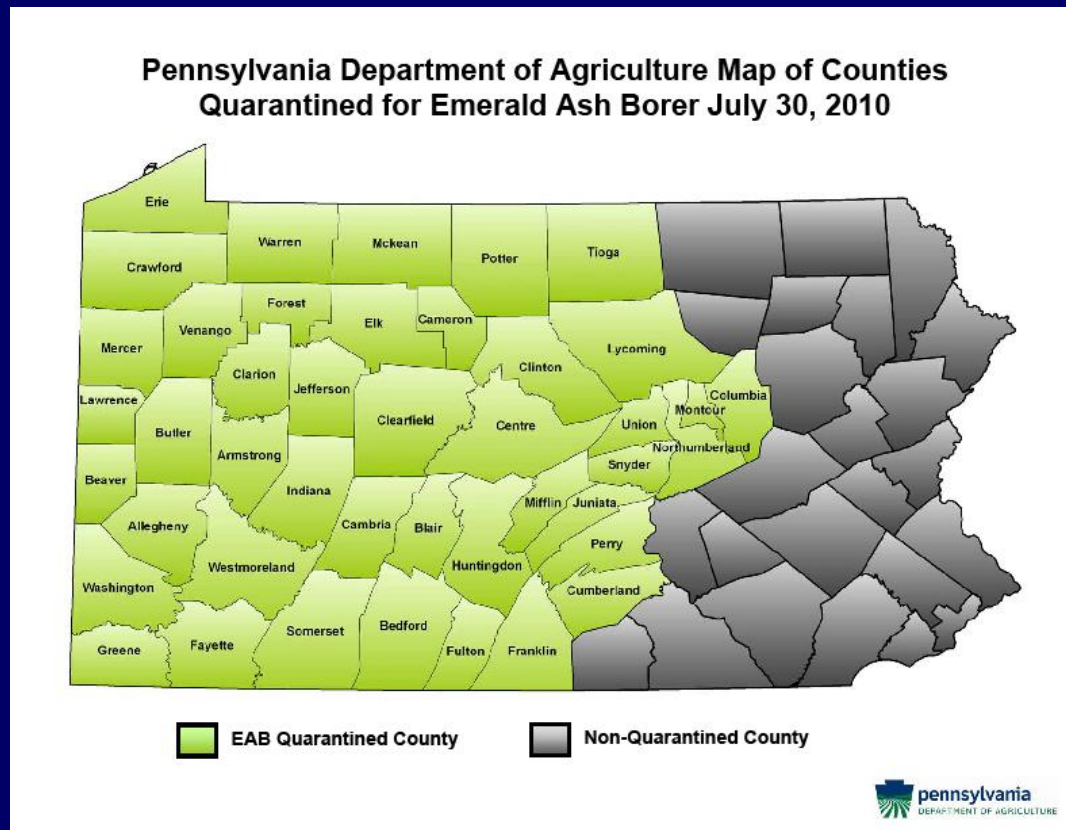 Pennsylvania Department of Agriculture Map of Counties
Quarantined for Emerald Ash Borer July 30, 2010
Erie
Warren
Mckean
Potter
Tioga
Crawford
Forest
Venango
Elk
Cameron
Mercer
Lycoming
Clinton
Clarion
Jefferson
Columbia
Lawrence
Montour
Clearfield
Centre
Union
Butler
Northumberland
Armstrong
Snyder
Beaver
Indiana
Mifflin
Juniata
Allegheny
Cambria
Blair
Perry
Huntingdon
Westmoreland
Washington
Cumberland
Bedford
Somerset
Fayette
Greene
Fulton
Franklin
EAB Quarantined County
Non-Quarantined County
pennsylvania
DEPARTMENT OF AGRICULTURE